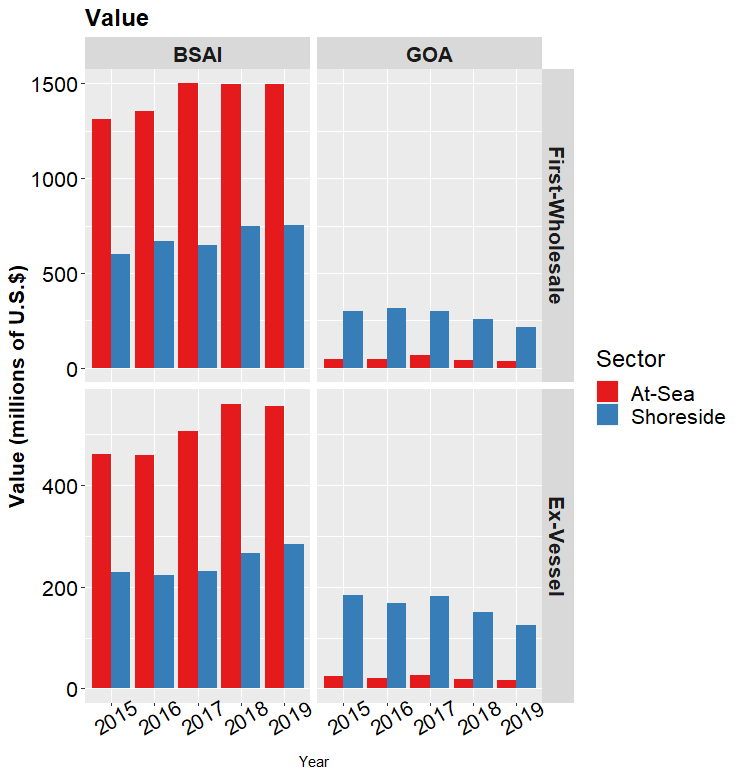 Value
BSAI
GOA
1500
1000
500
0
First-Wholesale
400
200
0
Ex-Vessel
Value (millions of U.S.$)
2015 2016 2017 2018 2019
2015 2016 2017 2018 2019
Year
Sector
At-Sea
Shoreside